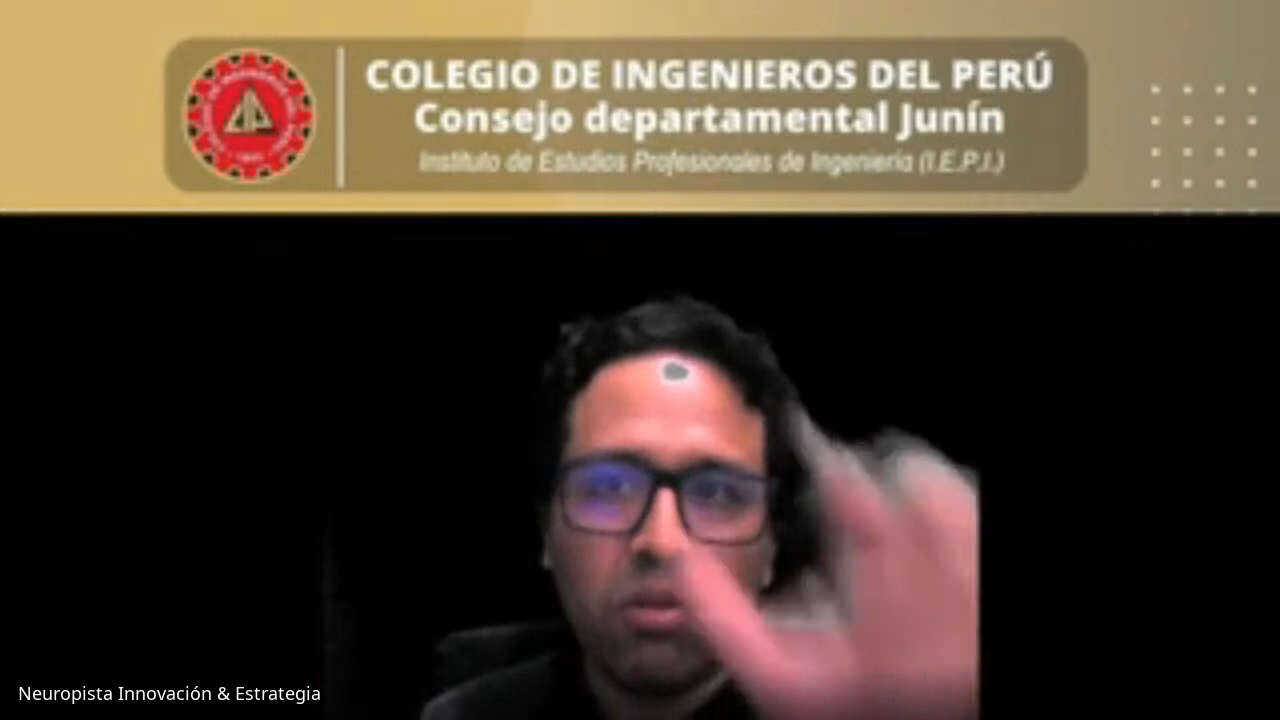 COLEGIO DE INGENIEROS DEL PERÚ
Consejo departamental Junín
Instituto de Estudios Profesionales de Ingeniería (I.E.P.I.)
Neuropista Innovación & Estrategia